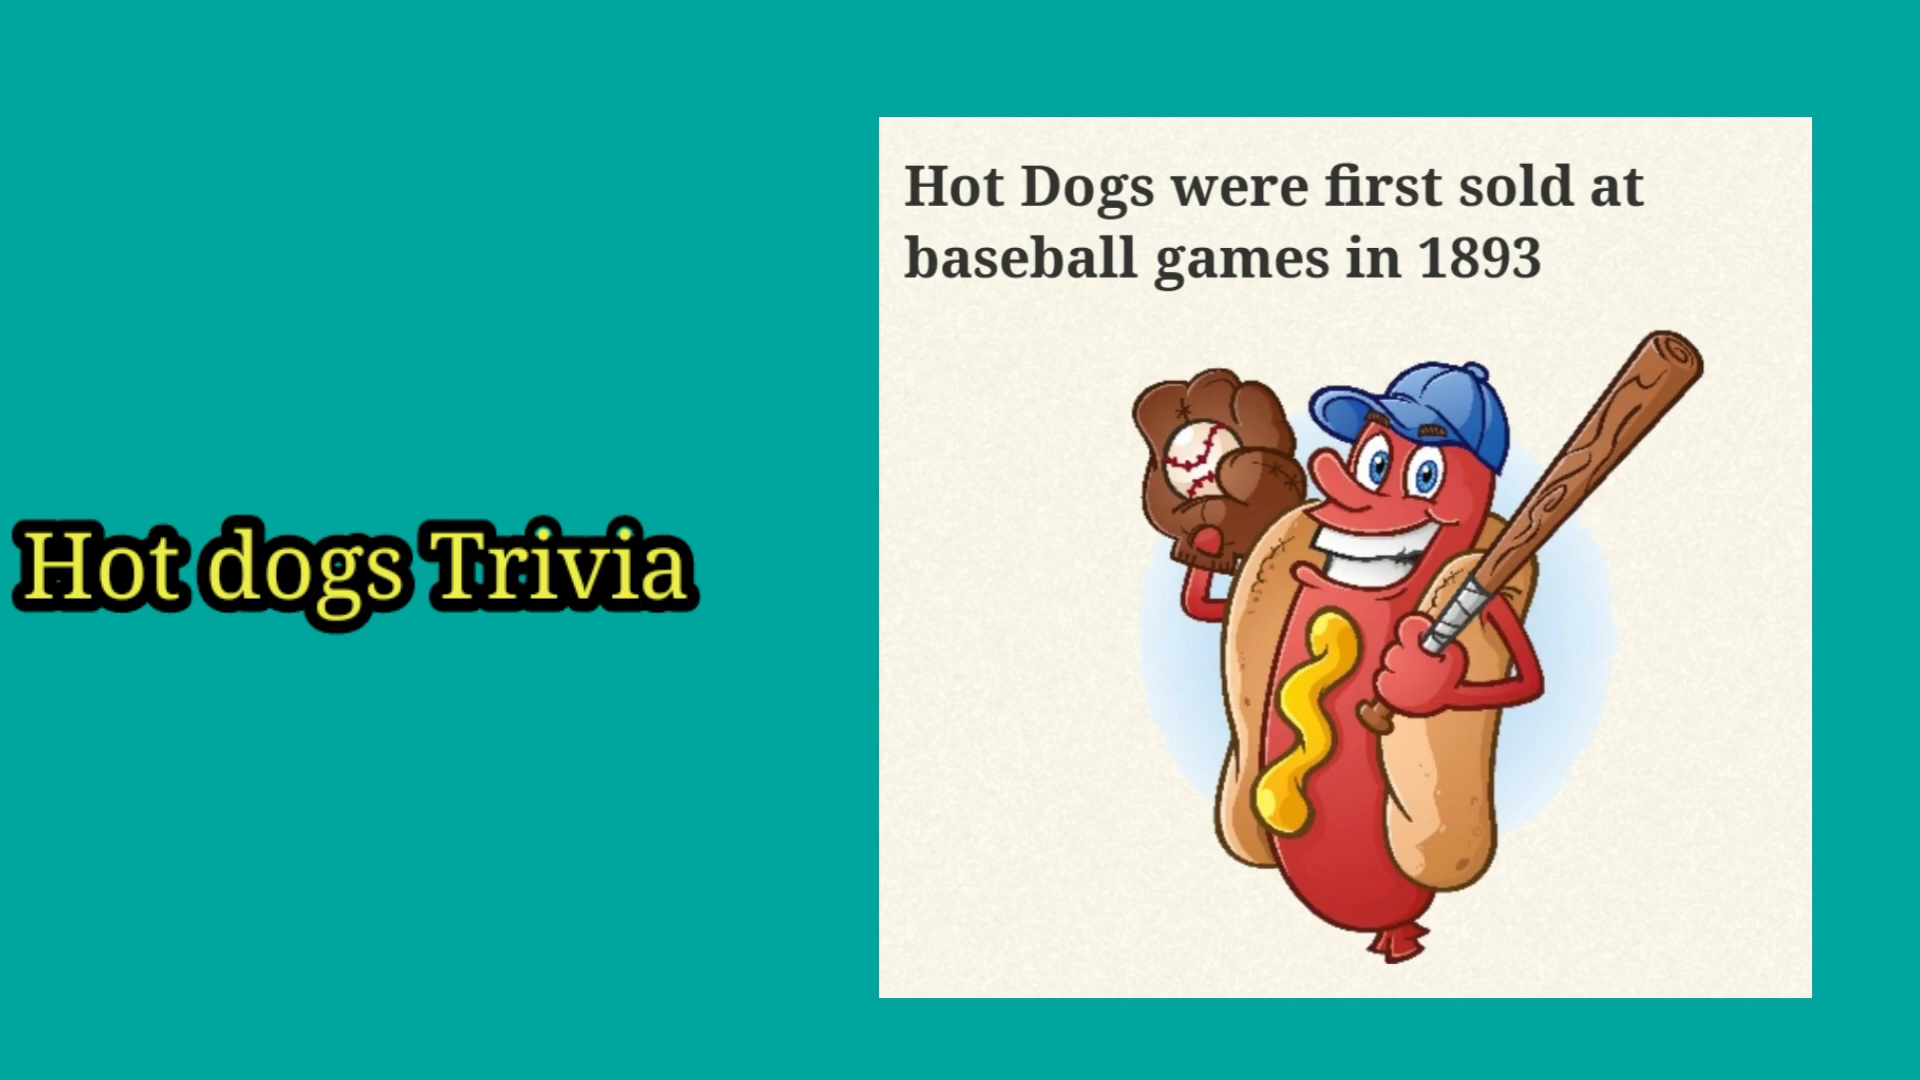 Hot dogs Trivia
Hot Dogs were first sold at
baseball games in 1893